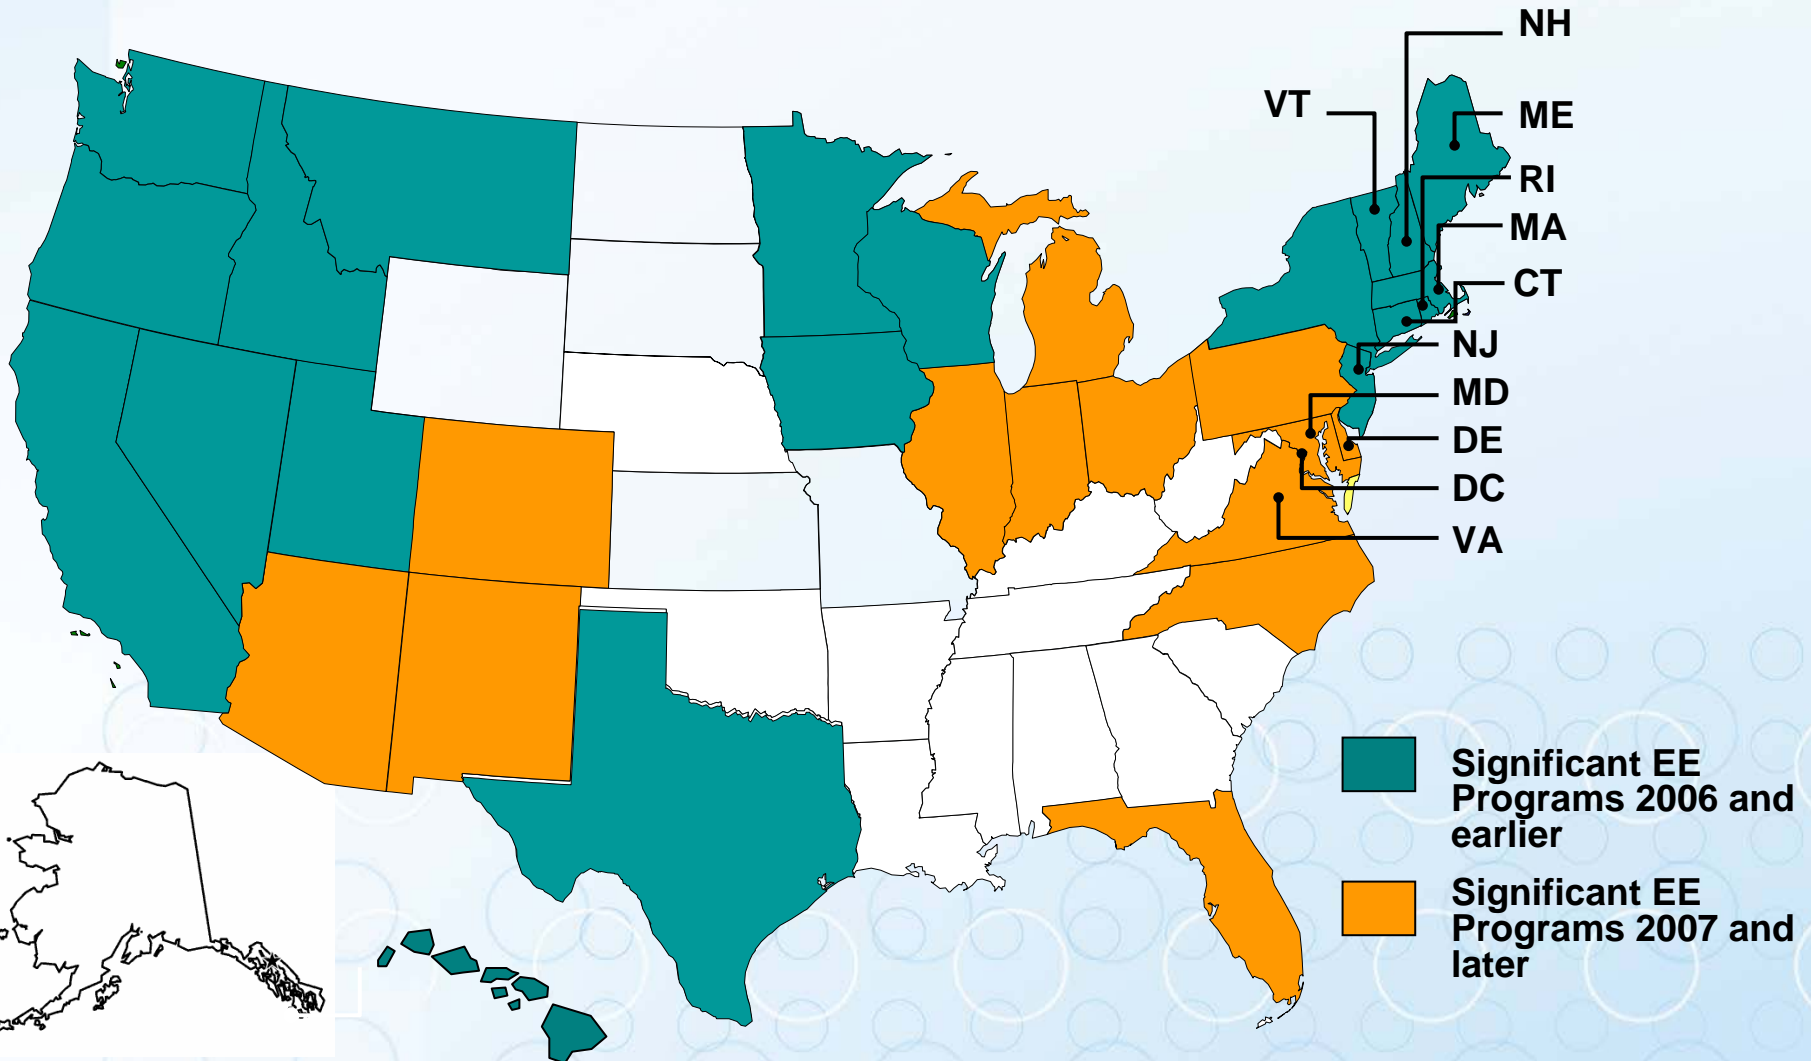 NH
VT
ME
RI
MA
CT
NJ
MD
DE
DC
VA
Significant EE
Programs 2006 and
earlier
Significant EE
Programs 2007 and
later